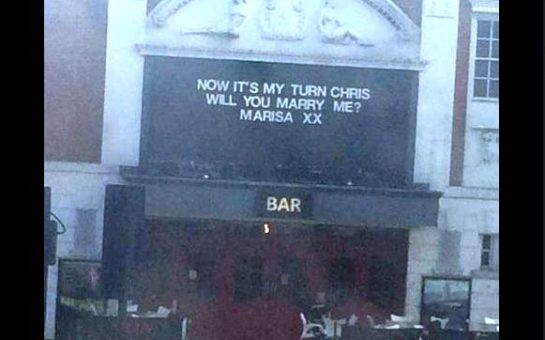 NOW IT'S MY TURN CHRIS
WILL YOU MARRY ME?
MARISA XX
BAR